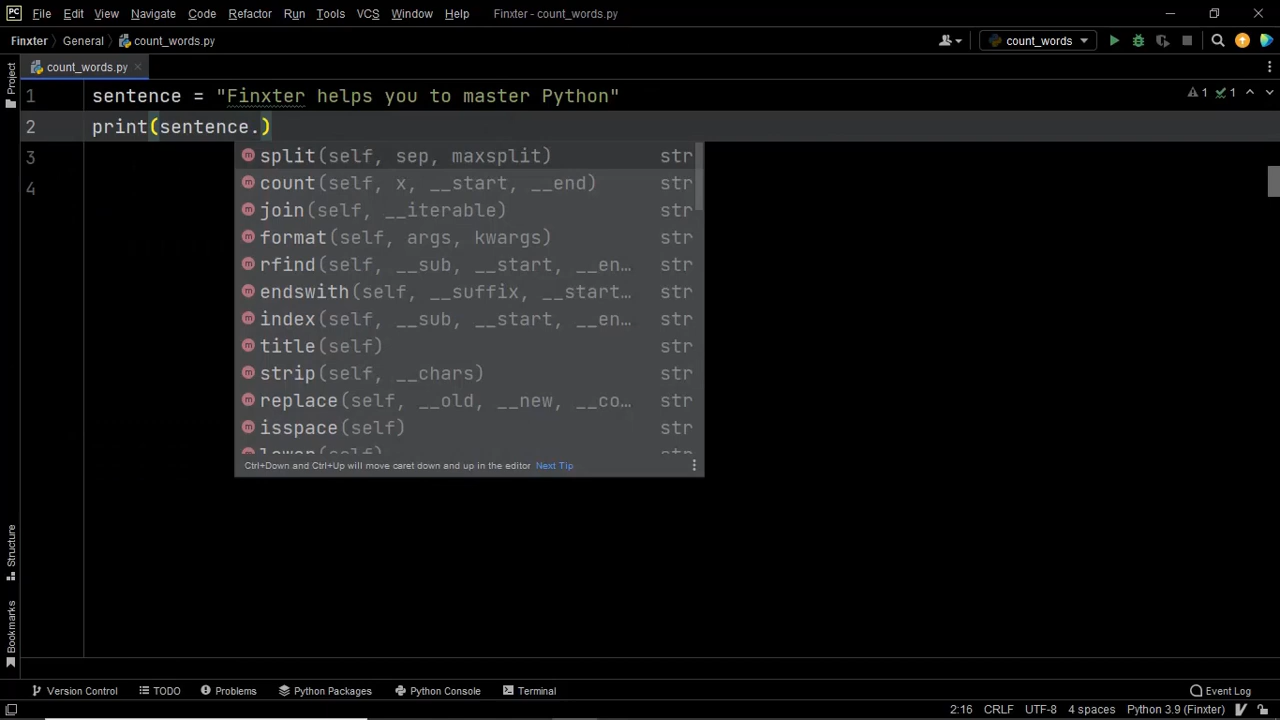 PC File Edit View Navigate Code Refactor Run Tools VCS Window Help Finxter - count_words.py
Finxter General count_words.py count_words
Project
count_words.py
1 sentence = "Finxter helps you to master Python" 1 1
2 print(sentence.)
3
4
split(self, sep, maxsplit) str
count(self, x, __start, __end) str
join(self, __iterable) str
format(self, args, kwargs) str
rfind(self, __sub, __start, __en… str
endswith(self, __suffix, __start… str
index(self, __sub, __start, __en… str
title(self) str
strip(self, __chars) str
replace(self, __old, __new, __co… str
isspace(self) str
lower(self) str
Ctrl+Down and Ctrl+Up will move caret down and up in the editor Next Tip
Structure
Bookmarks
Version Control TODO Problems Python Packages Python Console Terminal Event Log
2:16 CRLF UTF-8 4 spaces Python 3.9 (Finxter)